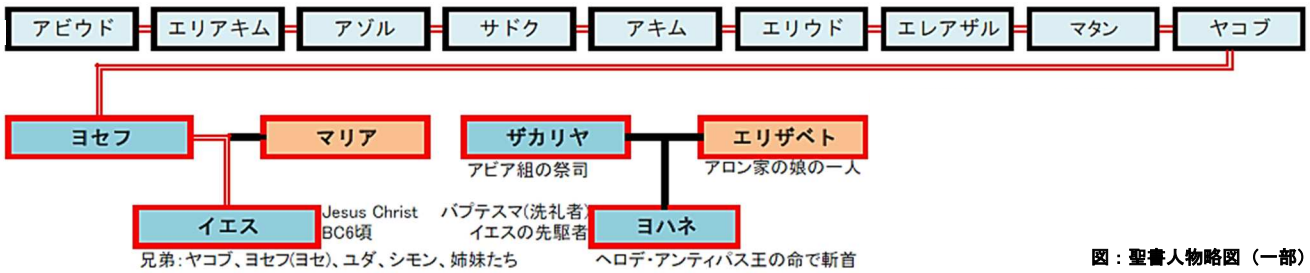 アビウド エリアキム アゾル サドク アキム エリウド エレアザル マタン ヤコブ
ヨセフ マリア ザカリヤ エリザベト
アビア組の祭司 アロン家の娘の一人
イエス
Jesus Christ
BC6頃
バプテスマ(洗礼者)
イエスの先駆者
ヨハネ
兄弟:ヤコブ、ヨセフ(ヨセ)、ユダ、シモン、姉妹たち
ヘロデ・アンティパス王の命で斬首
図:聖書人物略図(一部)